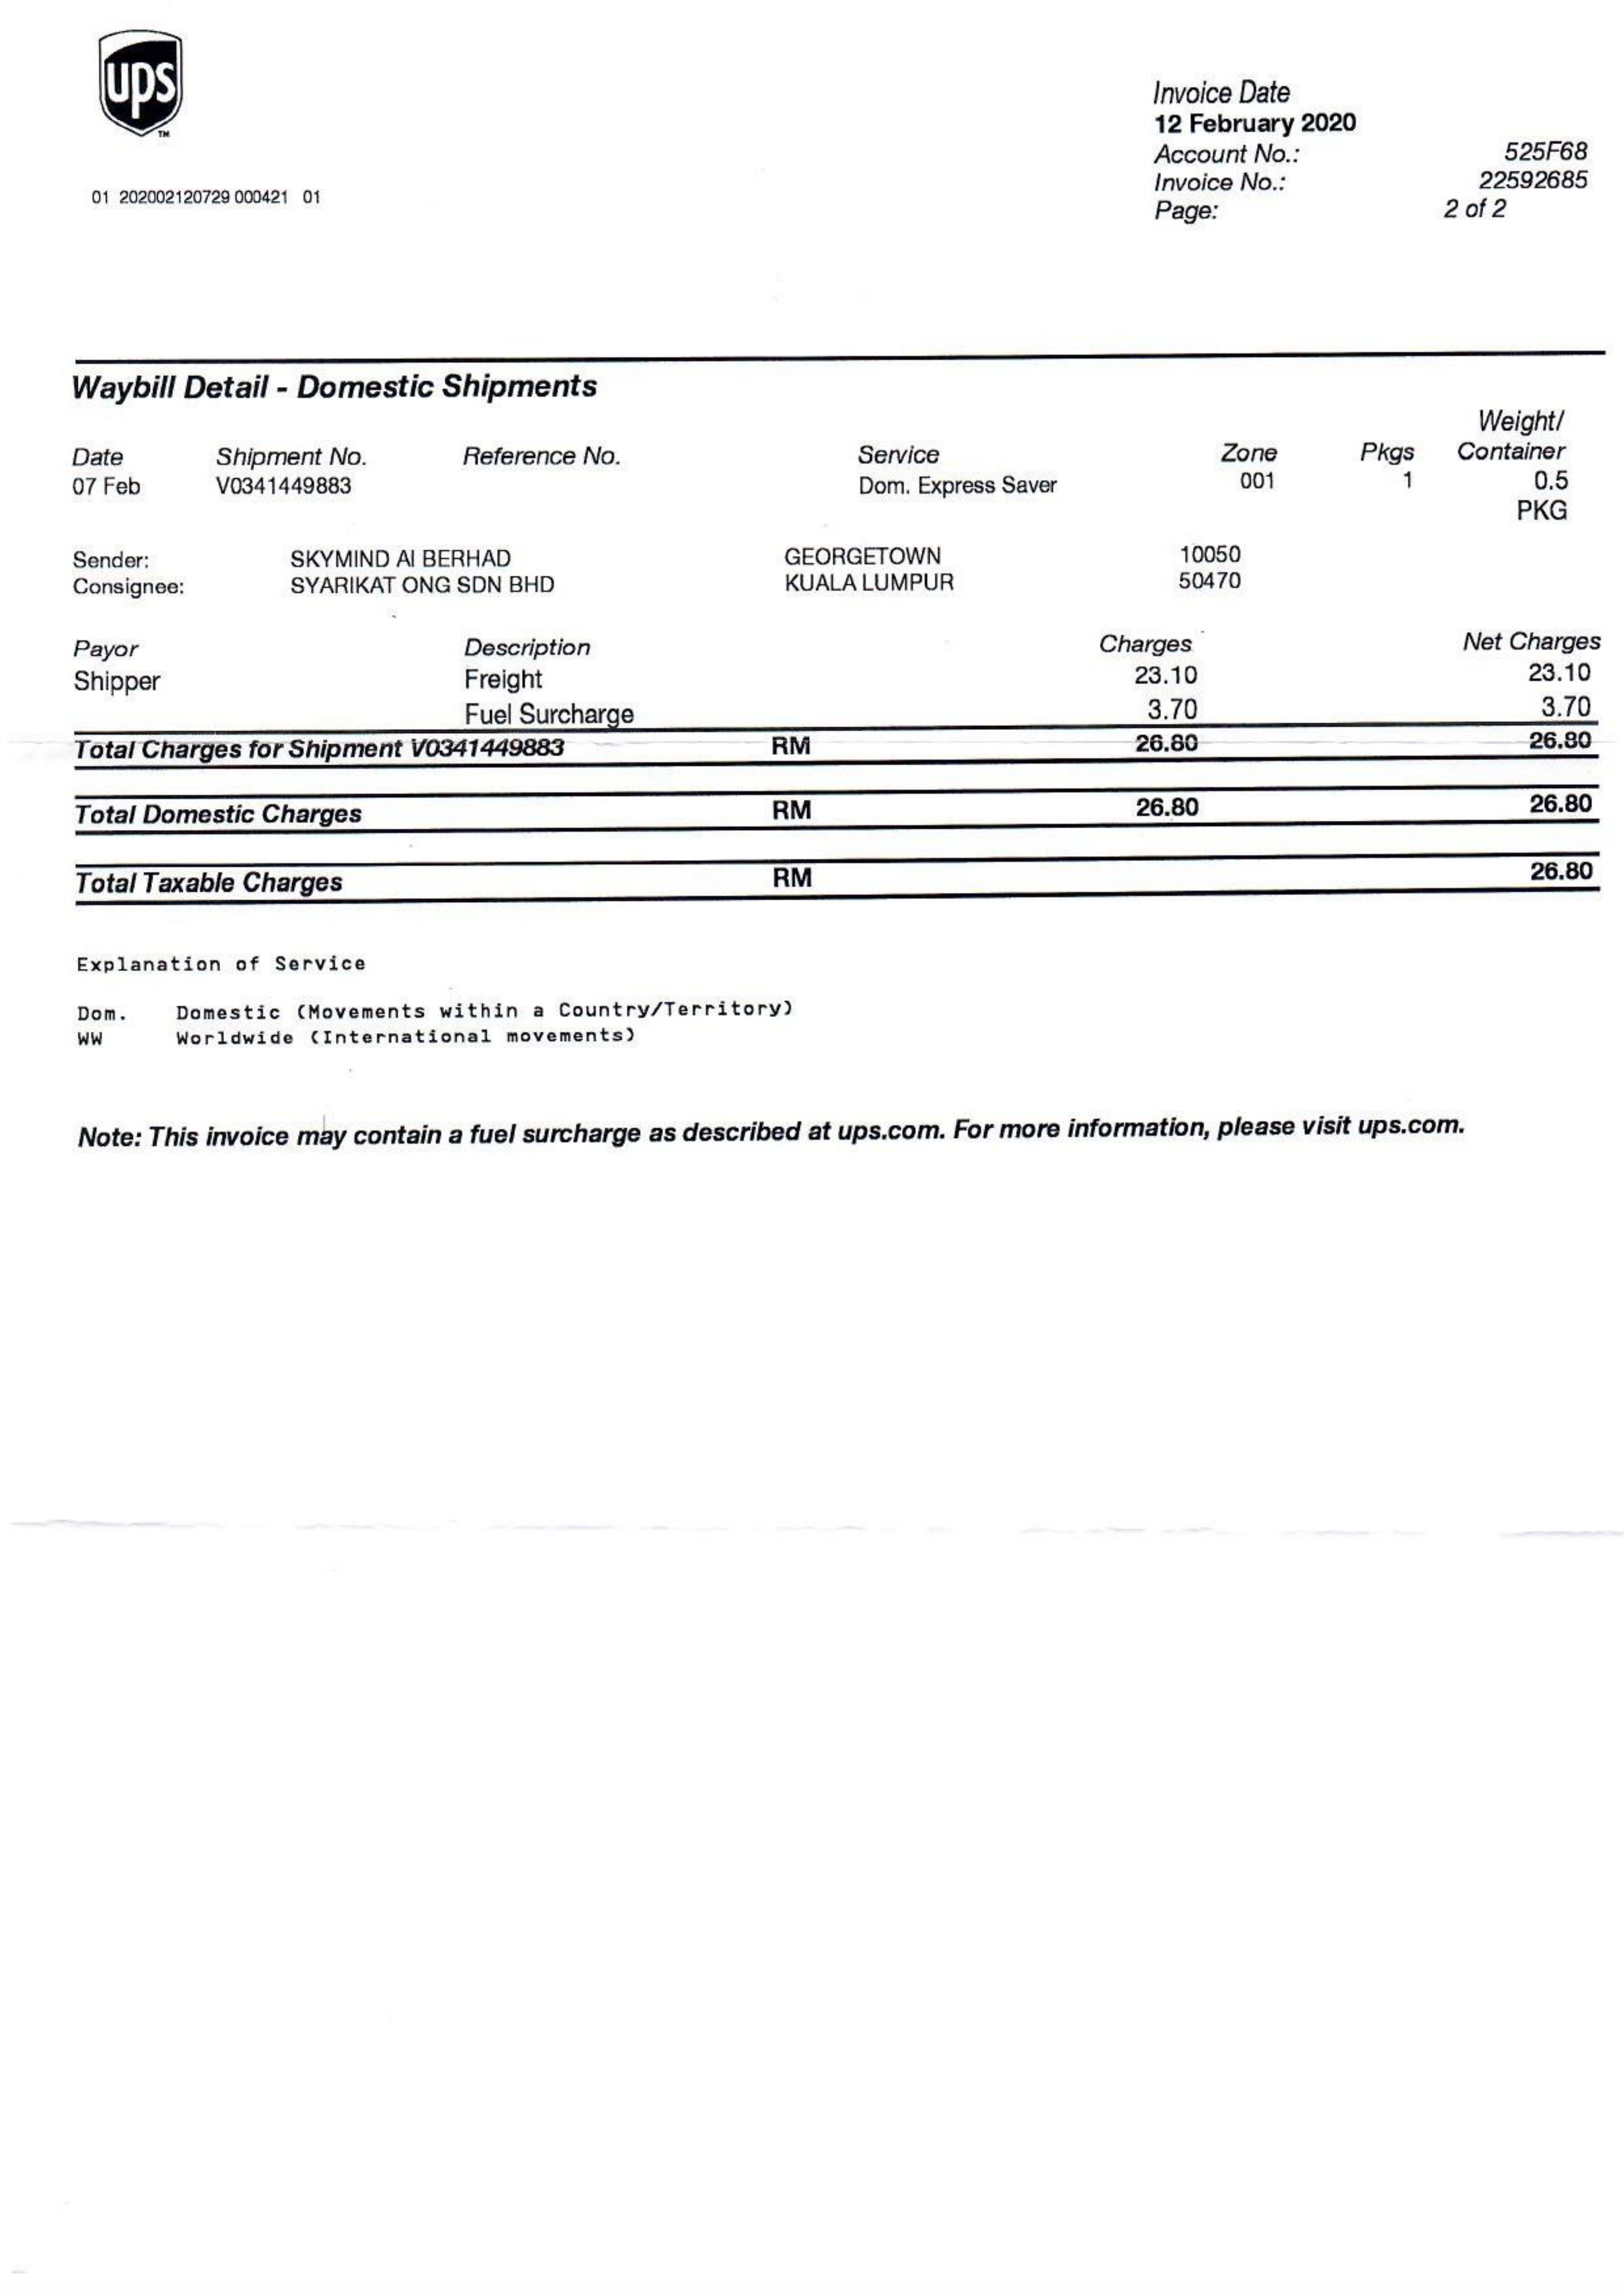 ups
TM
Invoice Date
12 February 2020
Account No.: 525F68
Invoice No.: 22592685
Page: 2 of 2
01 202002120729 000421 01
Waybill Detail - Domestic Shipments
Weight/
Date Shipment No. Reference No. Service Zone Pkgs Container
07 Feb V0341449883 Dom. Express Saver 001 1 0.5
PKG
Sender: SKYMIND AI BERHAD GEORGETOWN 10050
Consignee: SYARIKAT ONG SDN BHD KUALA LUMPUR 50470
Payor Description Charges Net Charges
Shipper Freight 23.10 23.10
Fuel Surcharge 3.70 3.70
Total Charges for Shipment V0341449883 RM 26.80 26.80
Total Domestic Charges RM 26.80 26.80
Total Taxable Charges RM 26.80
Explanation of Service
Dom. Domestic (Movements within a Country/Territory)
WW Worldwide (International movements)
Note: This invoice may contain a fuel surcharge as described at ups.com. For more information, please visit ups.com.